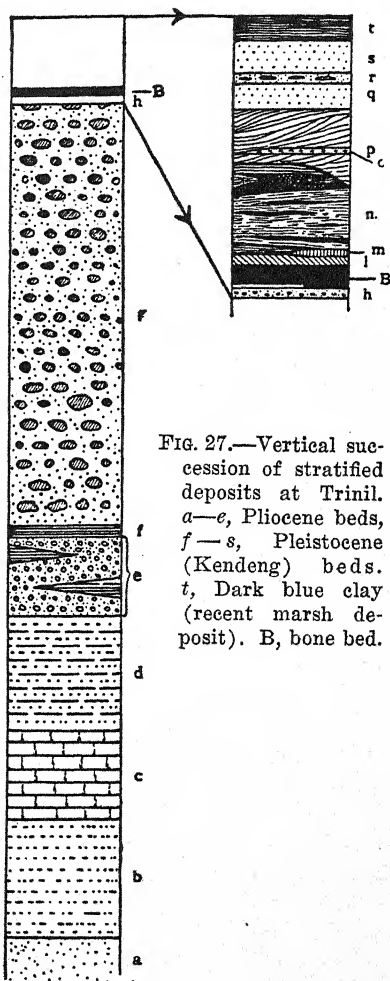 t
s
r
q
p
c
n.
m
l
B
h
B
h
f
e
d
c
b
a
FIG. 27.—Vertical suc-
cession of stratified
deposits at Trinil.
a—e, Pliocene beds,
f—s, Pleistocene
(Kendeng) beds.
t, Dark blue clay
(recent marsh de-
posit). B, bone bed.